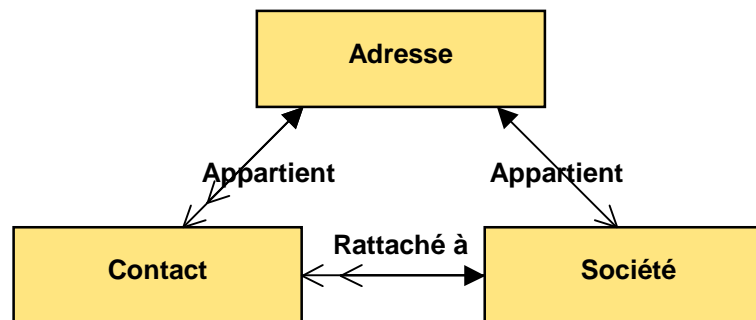 Adresse
Appartient
Appartient
Rattaché à
Contact
Société